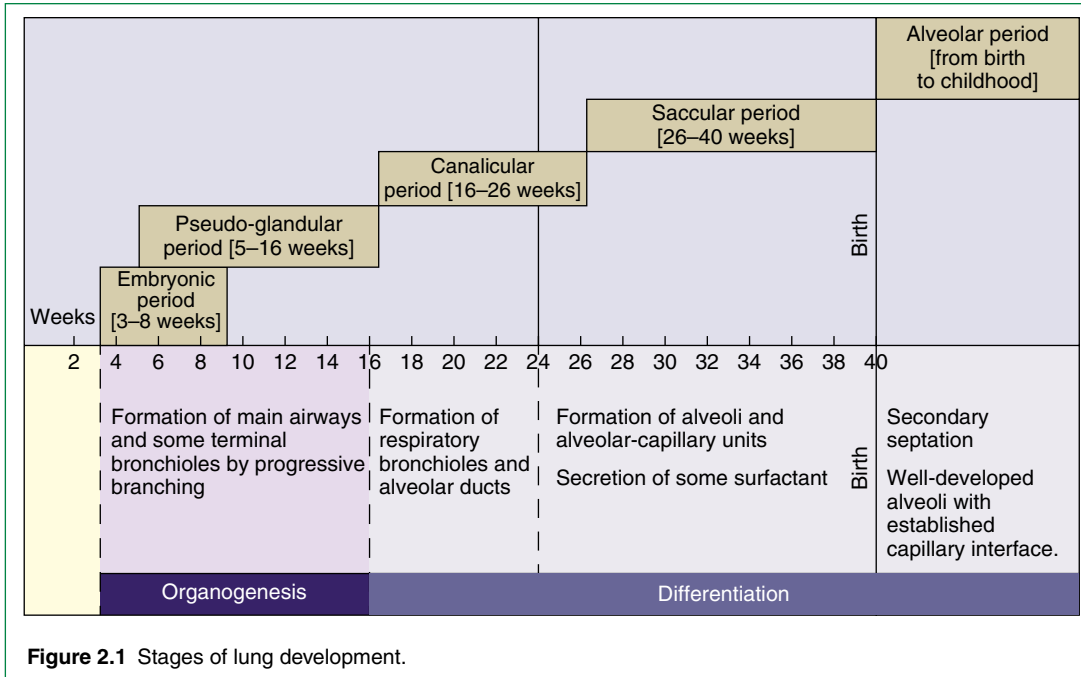 Alveolar period
[from birth
to childhood]
Saccular period
[26–40 weeks]
Canalicular
period [16–26 weeks]
Pseudo-glandular
period [5–16 weeks]
Birth
Embryonic
period
[3–8 weeks]
Weeks
2 4 6 8 10 12 14 16 18 20 22 24 26 28 30 32 34 36 38 40
Formation of main airways
and some terminal
bronchioles by progressive
branching
Formation of
respiratory
bronchioles and
alveolar ducts
Formation of alveoli and
alveolar-capillary units
Secretion of some surfactant
Birth
Secondary
septation
Well-developed
alveoli with
established
capillary interface.
Organogenesis
Differentiation
Figure 2.1 Stages of lung development.